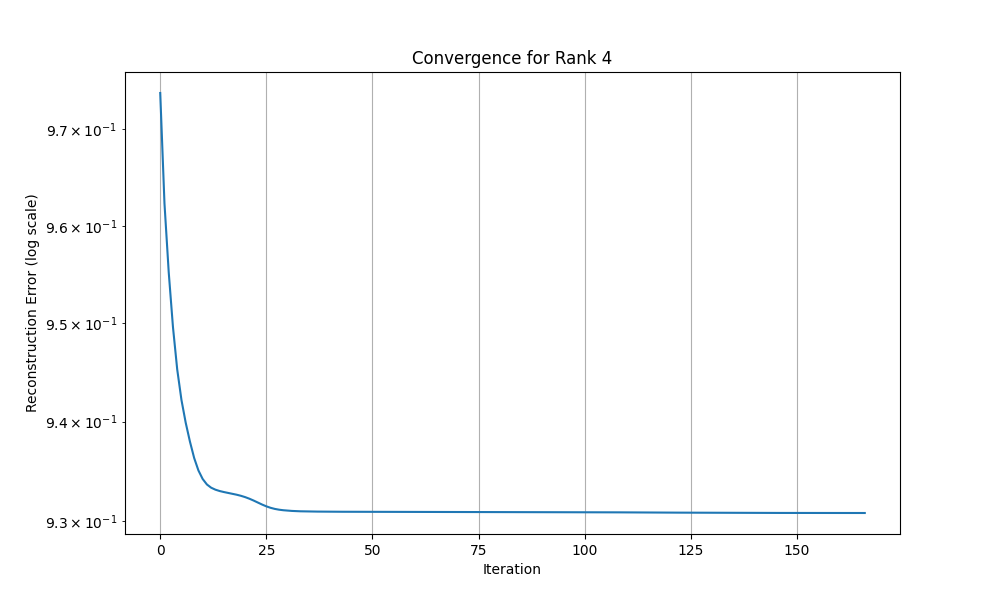 Convergence for Rank 4
Reconstruction Error (log scale)
9.7 × 10⁻¹
9.6 × 10⁻¹
9.5 × 10⁻¹
9.4 × 10⁻¹
9.3 × 10⁻¹
0 25 50 75 100 125 150
Iteration